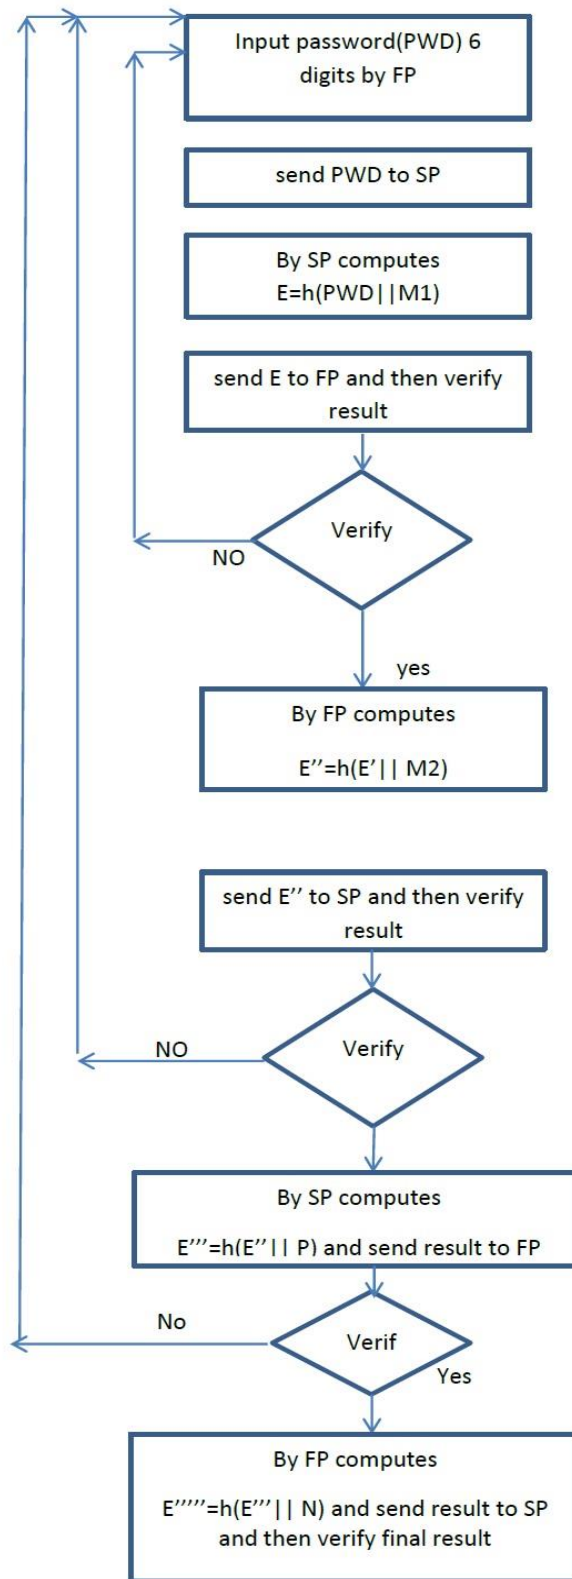 Input password(PWD) 6
digits by FP
send PWD to SP
By SP computes
E=h(PWD||M1)
send E to FP and then verify
result
Verify
NO
yes
By FP computes
E’’=h(E’|| M2)
send E’’ to SP and then verify
result
Verify
NO
By SP computes
E’’’=h(E’’|| P) and send result to FP
No
Verif
Yes
By FP computes
E’’’’’=h(E’’’|| N) and send result to SP
and then verify final result